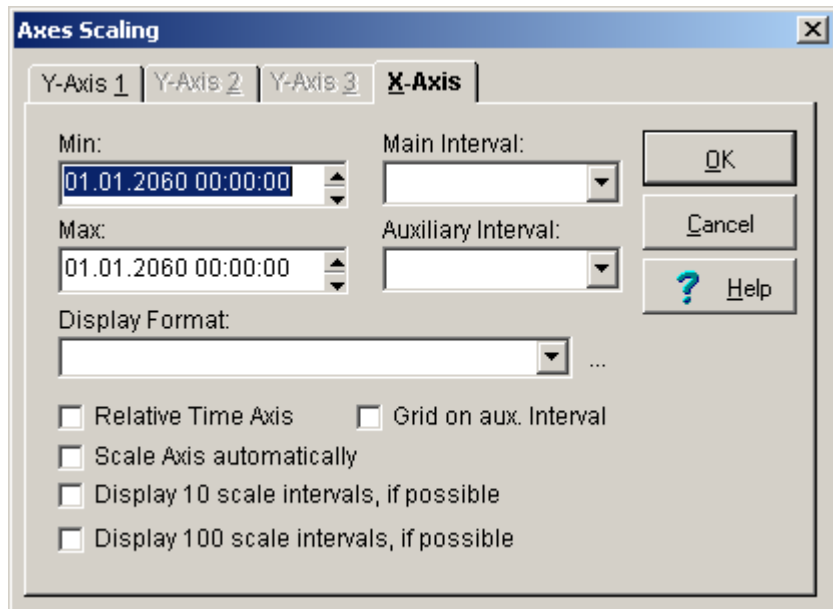 Axes Scaling
Y-Axis 1 Y-Axis 2 Y-Axis 3 X-Axis
Min: Main Interval:
01.01.2060 00:00:00
OK
Max: Auxiliary Interval:
01.01.2060 00:00:00
Cancel
? Help
Display Format:
...
Relative Time Axis Grid on aux. Interval
Scale Axis automatically
Display 10 scale intervals, if possible
Display 100 scale intervals, if possible